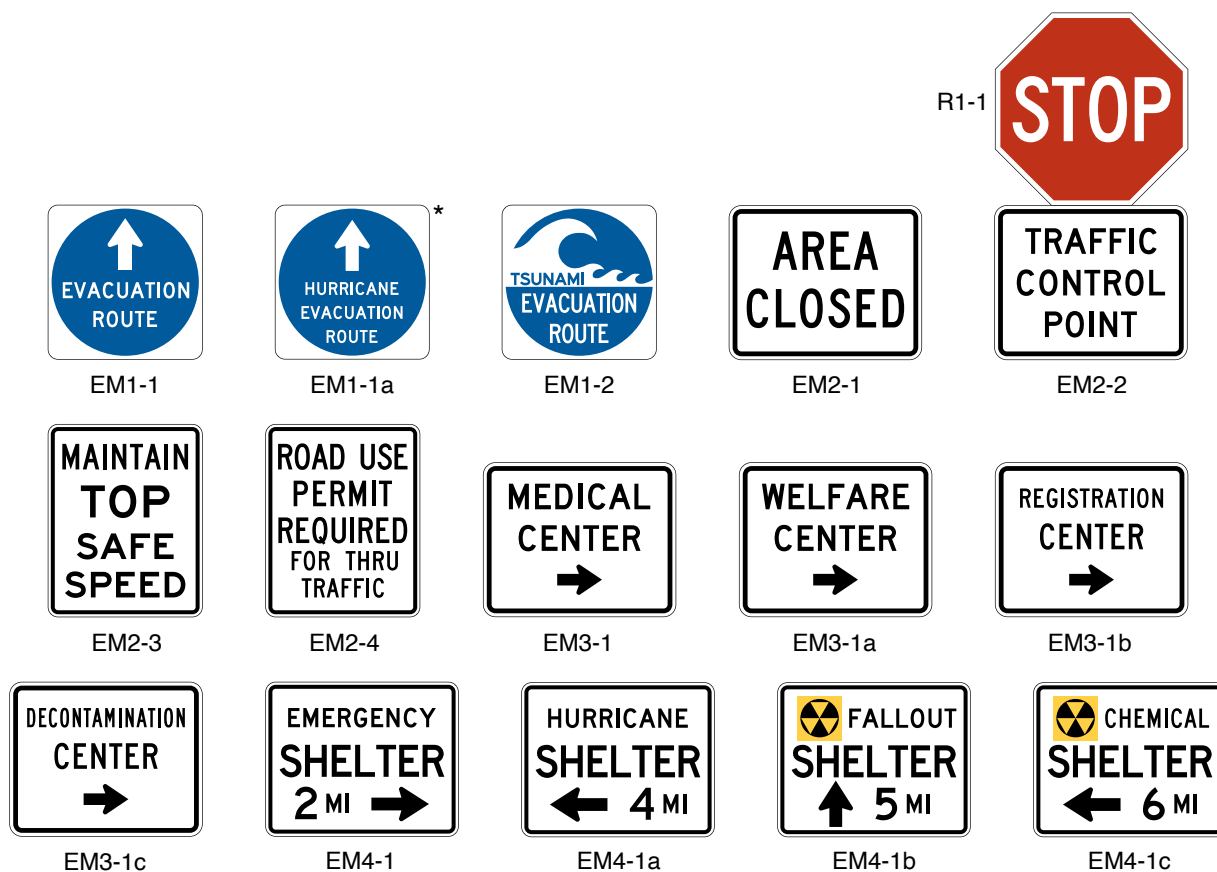 R1-1
STOP
EVACUATION
ROUTE
EM1-1
*
HURRICANE
EVACUATION
ROUTE
EM1-1a
TSUNAMI
EVACUATION
ROUTE
EM1-2
AREA
CLOSED
EM2-1
TRAFFIC
CONTROL
POINT
EM2-2
MAINTAIN
TOP
SAFE
SPEED
EM2-3
ROAD USE
PERMIT
REQUIRED
FOR THRU
TRAFFIC
EM2-4
MEDICAL
CENTER
EM3-1
WELFARE
CENTER
EM3-1a
REGISTRATION
CENTER
EM3-1b
DECONTAMINATION
CENTER
EM3-1c
EMERGENCY
SHELTER
2 MI
EM4-1
HURRICANE
SHELTER
4 MI
EM4-1a
FALLOUT
SHELTER
5 MI
EM4-1b
CHEMICAL
SHELTER
6 MI
EM4-1c